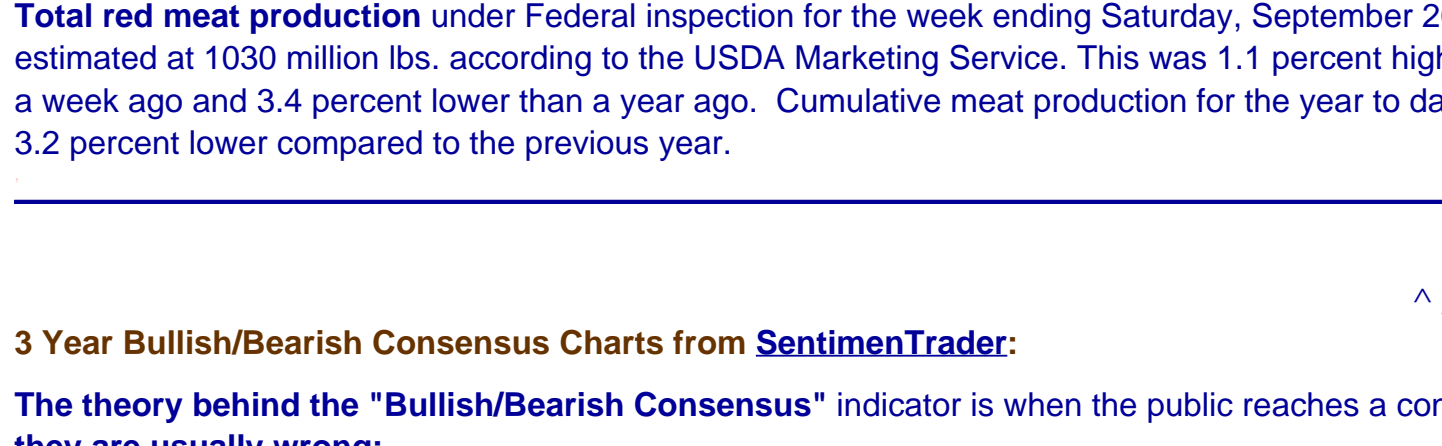 Total red meat production under Federal inspection for the week ending Saturday, September
estimated at 1030 million lbs. according to the USDA Marketing Service. This was 1.1 percent
a week ago and 3.4 percent lower than a year ago. Cumulative meat production for the year to
3.2 percent lower compared to the previous year.
^
3 Year Bullish/Bearish Consensus Charts from SentimenTrader:
The theory behind the "Bullish/Bearish Consensus" indicator is when the public reaches a
they are usually wrong: